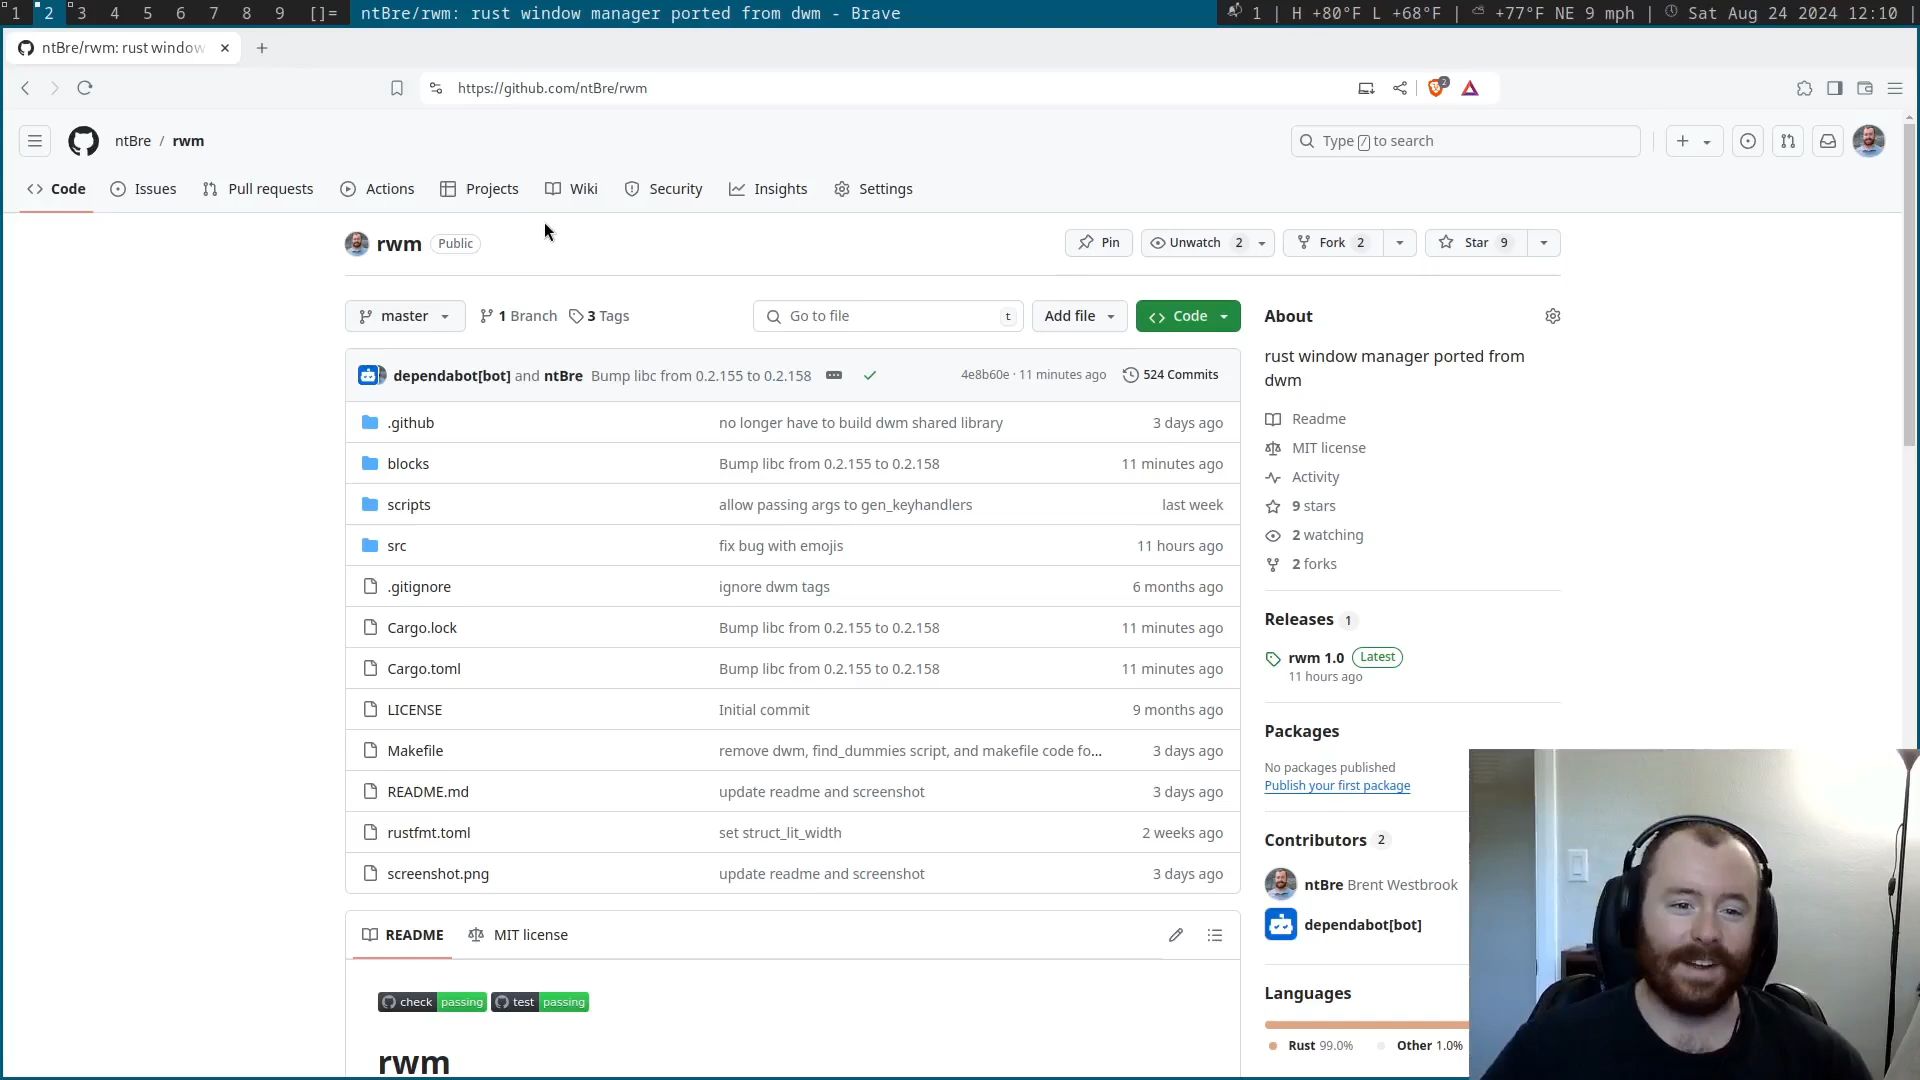 1 2 3 4 5 6 7 8 9 []= ntBre/rwm: rust window manager ported from dwm - Brave 1 | H +80°F L +68°F | +77°F NE 9 mph | Sat Aug 24 2024 12:10 |
ntBre/rwm: rust window
https://github.com/ntBre/rwm 2
ntBre / rwm Type / to search
Code Issues Pull requests Actions Projects Wiki Security Insights Settings
rwm Public Pin Unwatch 2 Fork 2 Star 9
master 1 Branch 3 Tags Go to file t Add file Code
About
rust window manager ported from
dwm
dependabot[bot] and ntBre Bump libc from 0.2.155 to 0.2.158 4e8b60e · 11 minutes ago 524 Commits
.github no longer have to build dwm shared library 3 days ago
blocks Bump libc from 0.2.155 to 0.2.158 11 minutes ago
scripts allow passing args to gen_keyhandlers last week
src fix bug with emojis 11 hours ago
.gitignore ignore dwm tags 6 months ago
Cargo.lock Bump libc from 0.2.155 to 0.2.158 11 minutes ago
Cargo.toml Bump libc from 0.2.155 to 0.2.158 11 minutes ago
LICENSE Initial commit 9 months ago
Makefile remove dwm, find_dummies script, and makefile code fo... 3 days ago
README.md update readme and screenshot 3 days ago
rustfmt.toml set struct_lit_width 2 weeks ago
screenshot.png update readme and screenshot 3 days ago
Readme
MIT license
Activity
9 stars
2 watching
2 forks
Releases 1
rwm 1.0 Latest
11 hours ago
Packages
No packages published
Publish your first package
Contributors 2
ntBre Brent Westbrook
dependabot[bot]
Languages
Rust 99.0% Other 1.0%
README MIT license
check passing test passing
rwm